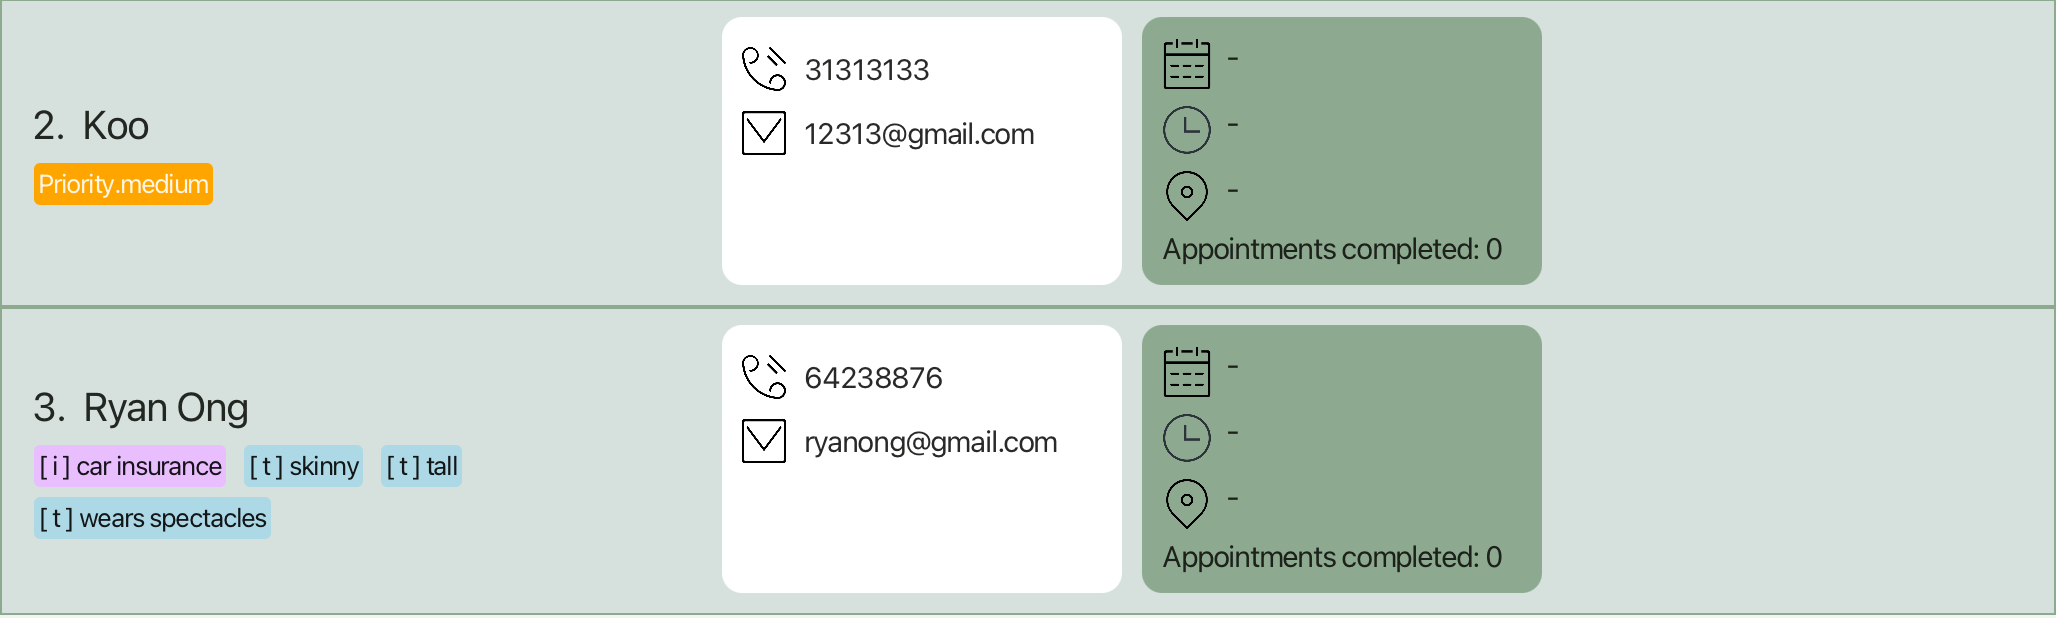 2. Koo
Priority.medium
31313133
12313@gmail.com
-
-
-
Appointments completed: 0
3. Ryan Ong
[ i ] car insurance [ t ] skinny [ t ] tall
[ t ] wears spectacles
64238876
ryanong@gmail.com
-
-
-
Appointments completed: 0